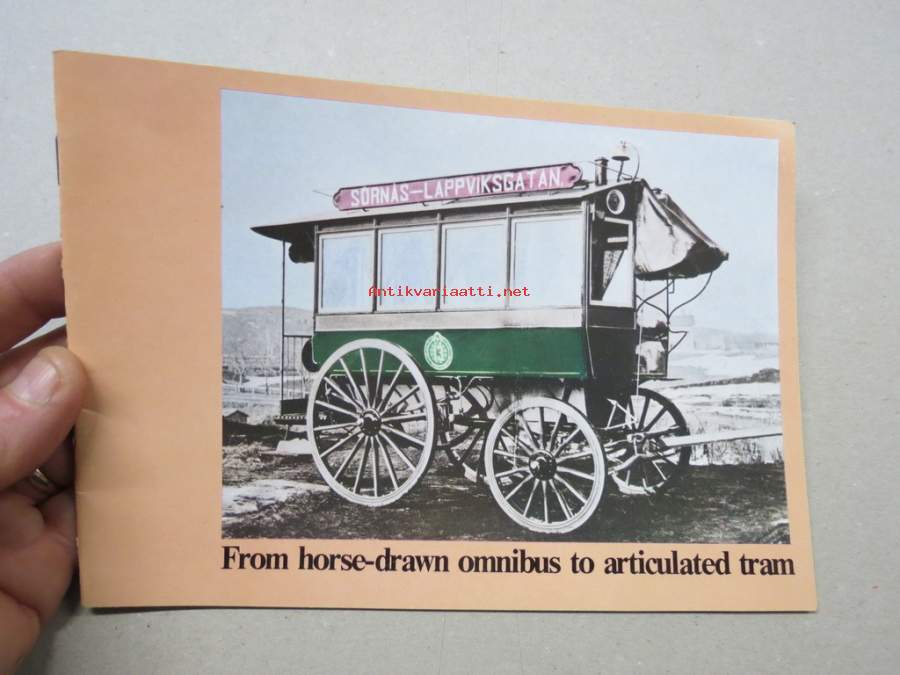 SÖRNÄS—LAPPVIKSGATAN.
Antikvariaatti.net
From horse-drawn omnibus to articulated tram